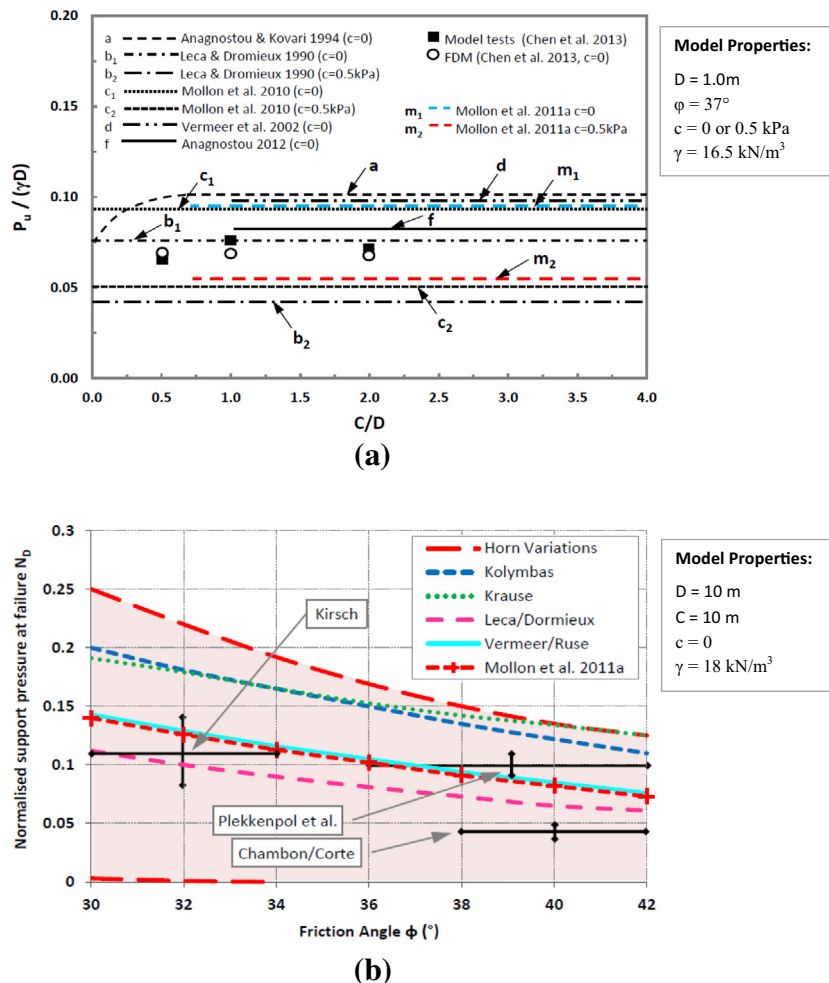 0.20
0.15
0.10
0.05
0.00
P_u / (γD)
a Anagnostou & Kovari 1994 (c=0)
b₁ Leca & Dromieux 1990 (c=0)
b₂ Leca & Dromieux 1990 (c=0.5kPa)
c₁ Mollon et al. 2010 (c=0)
c₂ Mollon et al. 2010 (c=0.5kPa)
d Vermeer et al. 2002 (c=0)
f Anagnostou 2012 (c=0)
Model tests (Chen et al. 2013)
FDM (Chen et al. 2013, c=0)
m₁ Mollon et al. 2011a c=0
m₂ Mollon et al. 2011a c=0.5kPa
c₁
a
d
m₁
b₁
f
m₂
b₂
c₂
0.0 0.5 1.0 1.5 2.0 2.5 3.0 3.5 4.0
C/D
Model Properties:
D = 1.0m
φ = 37°
c = 0 or 0.5 kPa
γ = 16.5 kN/m³
(a)
0.3
0.25
0.2
0.15
0.1
0.05
0
Normalised support pressure at failure N_D
Horn Variations
Kolymbas
Krause
Leca/Dormieux
Vermeer/Ruse
Mollon et al. 2011a
Kirsch
Plekkenpol et al.
Chambon/Corte
30 32 34 36 38 40 42
Friction Angle ϕ (°)
Model Properties:
D = 10 m
C = 10 m
c = 0
γ = 18 kN/m³
(b)